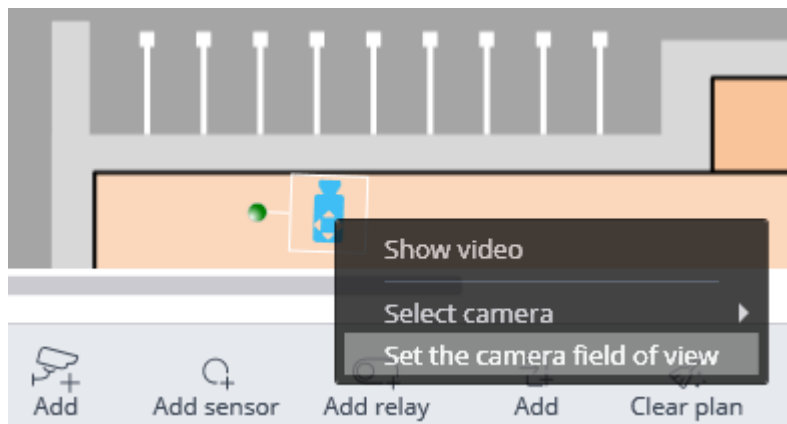 Show video
Select camera
Set the camera field of view
Add
Add sensor
Add relay
Add
Clear plan